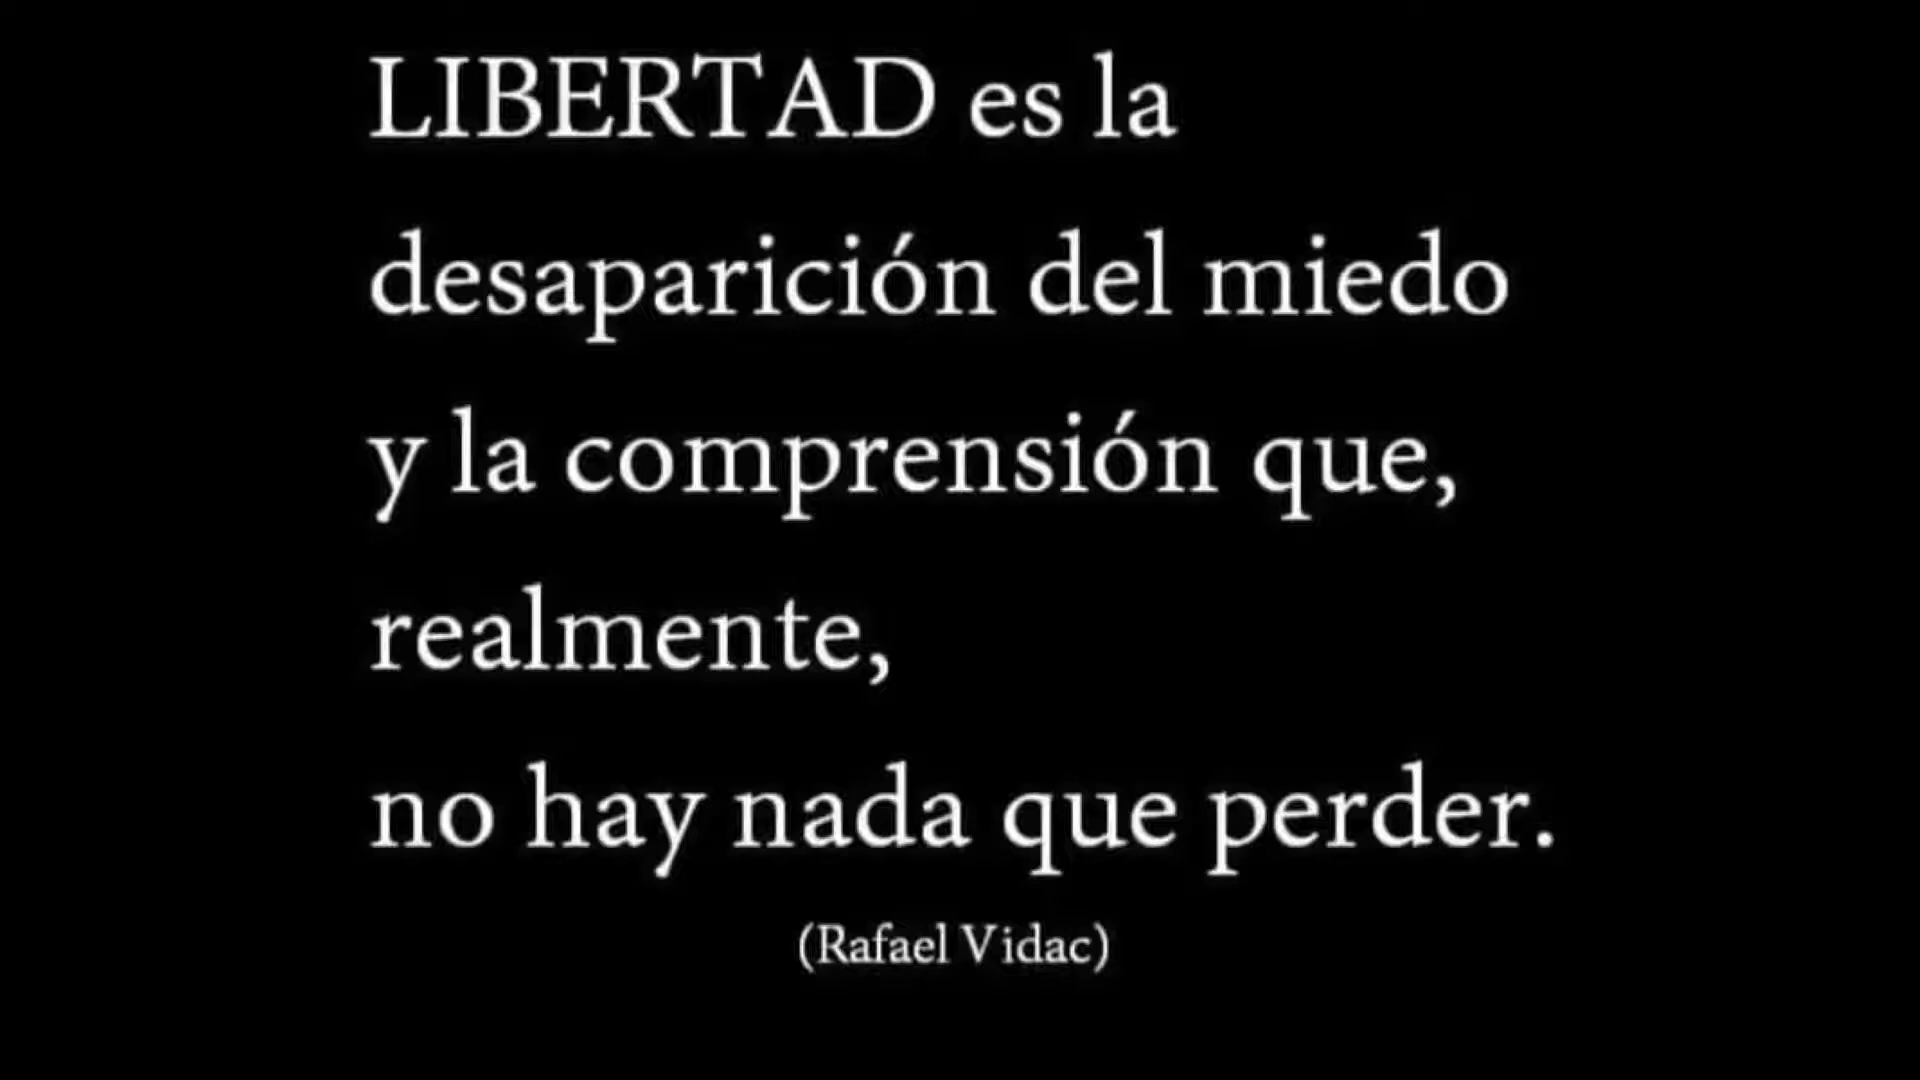 LIBERTAD es la
desaparición del miedo
y la comprensión que,
realmente,
no hay nada que perder.
(Rafael Vidac)